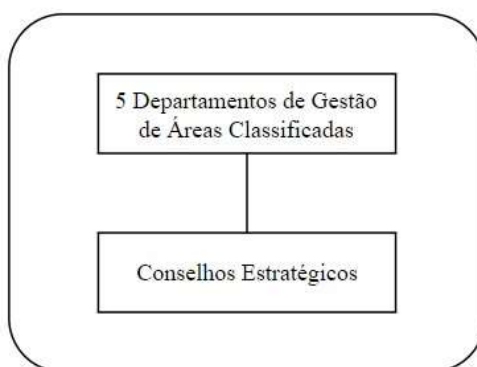 5 Departamentos de Gestão
de Áreas Classificadas
Conselhos Estratégicos